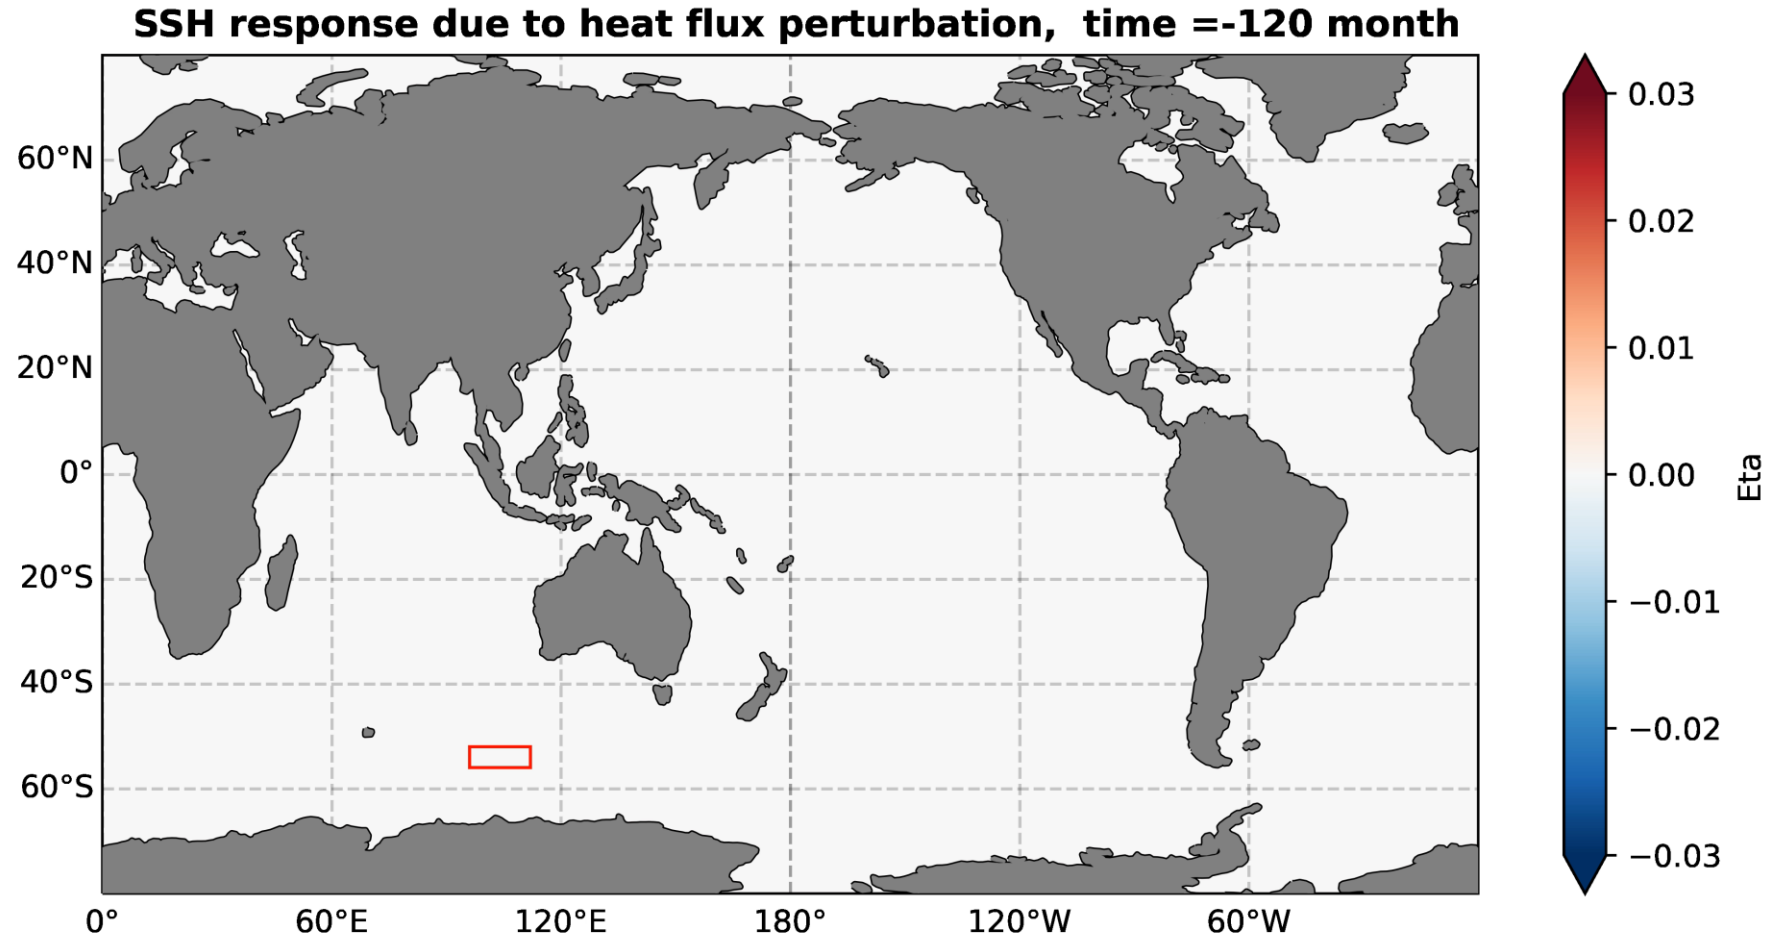 SSH response due to heat flux perturbation,  time =-120 month
60°N
40°N
20°N
0°
20°S
40°S
60°S
0°
60°E
120°E
180°
120°W
60°W
0.03
0.02
0.01
0.00
−0.01
−0.02
−0.03
Eta